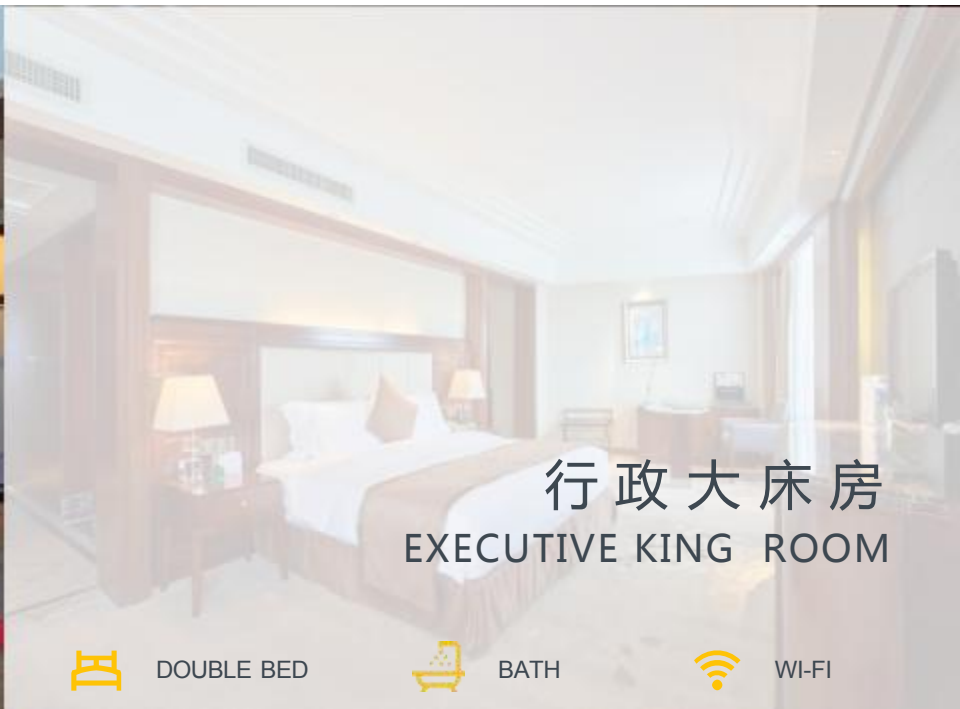 行政大床房
EXECUTIVE KING ROOM
DOUBLE BED
BATH
WI-FI